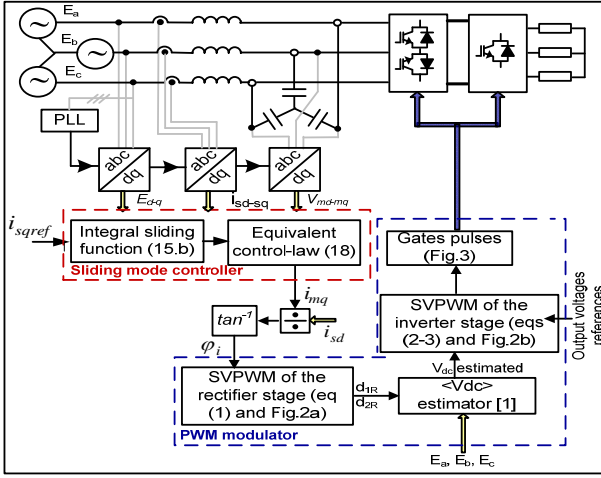 Ea
Eb
Ec
PLL
abc
dq
abc
dq
abc
dq
Ed-q
isd-sq
Vmd-mq
isqref
Integral sliding
function (15.b)
Equivalent
control-law (18)
Sliding mode controller
imq
tan-1
÷
isd
φi
SVPWM of the
rectifier stage (eq
(1) and Fig.2a)
d1R
d2R
PWM modulator
Gates pulses
(Fig.3)
SVPWM of the
inverter stage (eqs
(2-3) and Fig.2b)
Output voltages
references
Vdc estimated
<Vdc>
estimator [1]
Ea, Eb, Ec